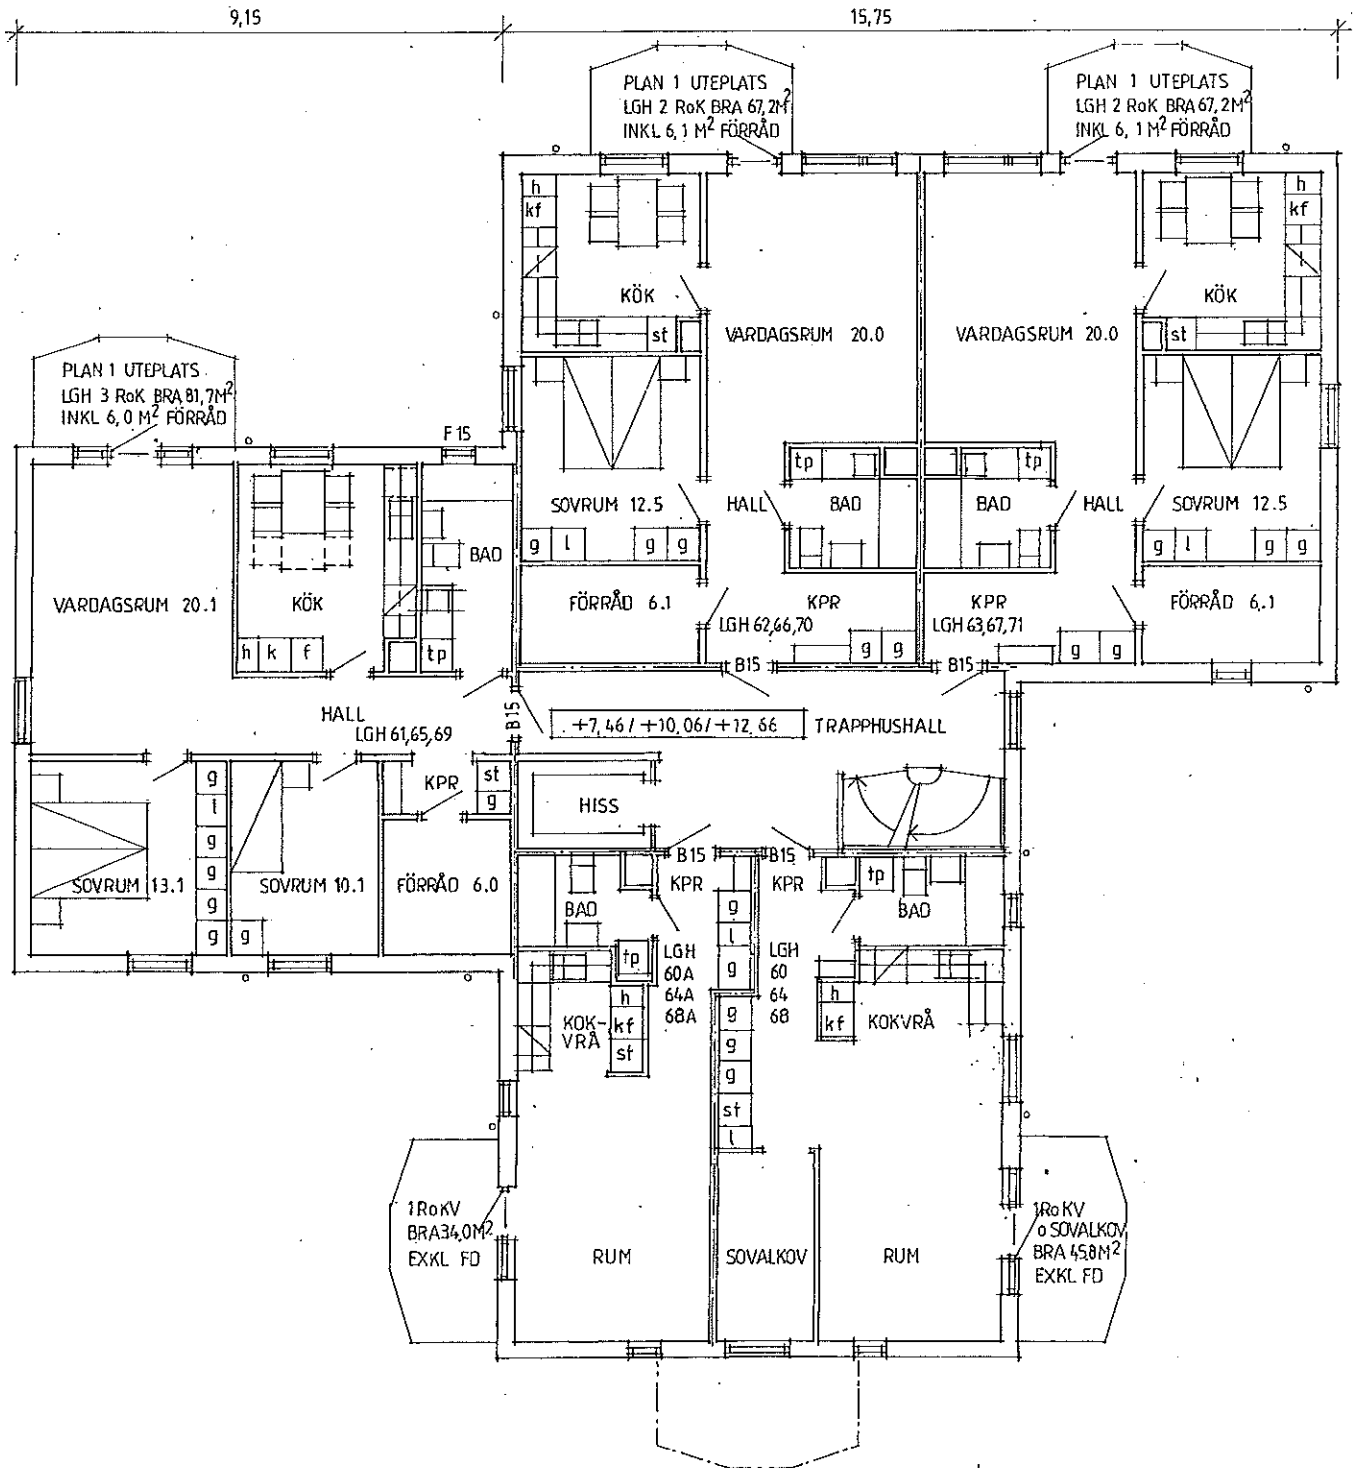 9,15
15,75
PLAN 1 UTEPLATS
LGH 2 RoK BRA 67,2M²
INKL 6,1 M² FÖRRÅD
PLAN 1 UTEPLATS
LGH 2 RoK BRA 67,2M²
INKL 6,1 M² FÖRRÅD
h
kf
KÖK
st
VARDAGSRUM 20.0
VARDAGSRUM 20.0
h
kf
KÖK
st
PLAN 1 UTEPLATS
LGH 3 RoK BRA 81,7M²
INKL 6,0 M² FÖRRÅD
F 15
tp
tp
SOVRUM 12.5
HALL
BAD
BAD
HALL
SOVRUM 12.5
g l g g
g l g g
BAD
VARDAGSRUM 20.1
KÖK
h k f
tp
FÖRRÅD 6.1
KPR
LGH 62,66,70
g g
KPR
LGH 63,67,71
g g
FÖRRÅD 6.1
B15
B15
HALL
LGH 61,65,69
B15
+7,46/ +10,06/ +12,66
TRAPPHUSHALL
g
l
g
g
g
g
g
KPR
st
g
HISS
SOVRUM 13.1
SOVRUM 10.1
FÖRRÅD 6.0
B15
B15
KPR
KPR
BAD
tp
g
l
g
tp
BAD
LGH
60A
64A
68A
LGH
60
64
68
h
kf
st
KOK-
VRÅ
g
g
g
st
l
h
kf
KOKVRÅ
1RoKV
BRA34,0M²
EXKL FD
RUM
SOVALKOV
RUM
1RoKV
o SOVALKOV
BRA 45,8M²
EXKL FD